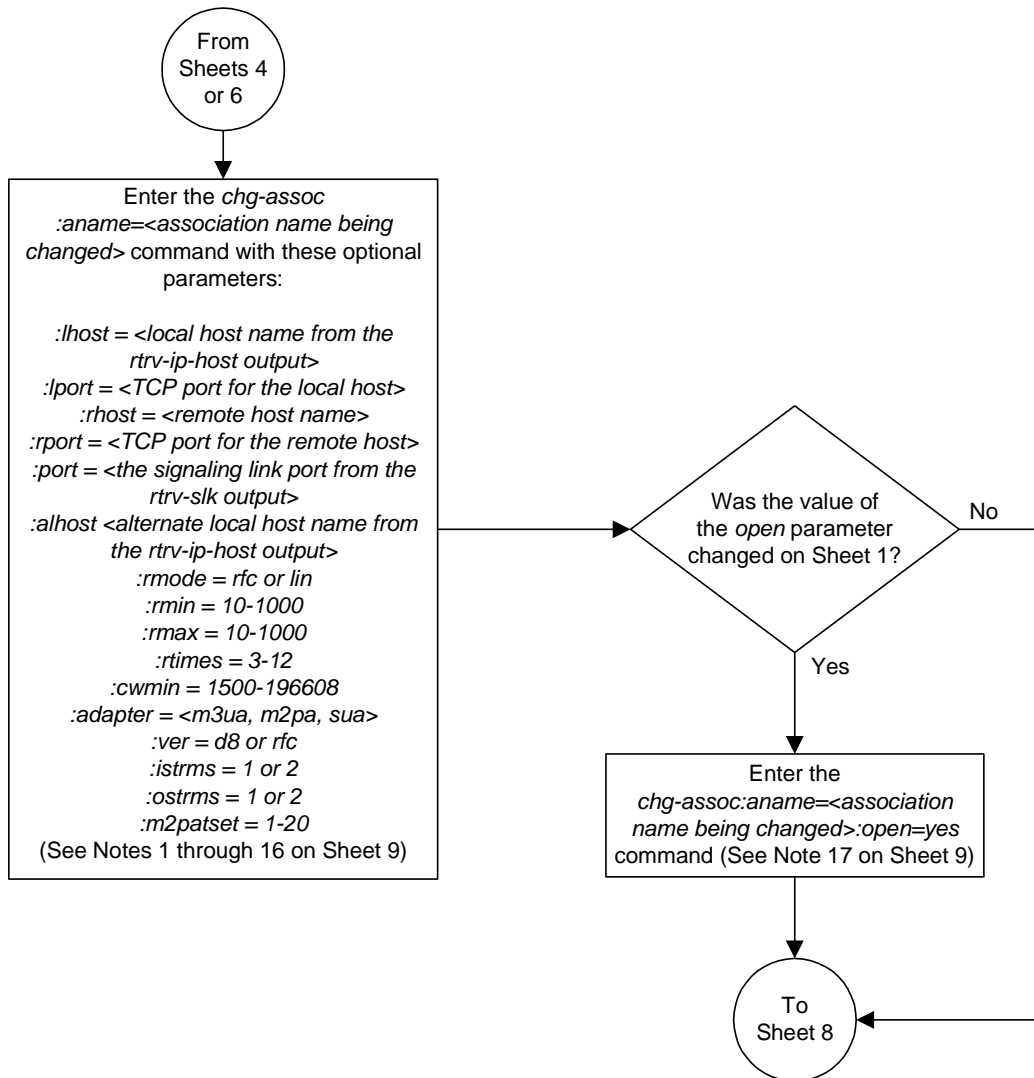 From
Sheets 4
or 6
Enter the chg-assoc
:aname=<association name being
changed> command with these optional
parameters:
:lhost = <local host name from the
rtrv-ip-host output>
:lport = <TCP port for the local host>
:rhost = <remote host name>
:rport = <TCP port for the remote host>
:port = <the signaling link port from the
rtrv-slk output>
:alhost <alternate local host name from
the rtrv-ip-host output>
:rmode = rfc or lin
:rmin = 10-1000
:rmax = 10-1000
:rtimes = 3-12
:cwmin = 1500-196608
:adapter = <m3ua, m2pa, sua>
:ver = d8 or rfc
:istrms = 1 or 2
:ostrms = 1 or 2
:m2patset = 1-20
(See Notes 1 through 16 on Sheet 9)
Was the value of
the open parameter
changed on Sheet 1?
No
Yes
Enter the
chg-assoc:aname=<association
name being changed>:open=yes
command (See Note 17 on Sheet 9)
To
Sheet 8